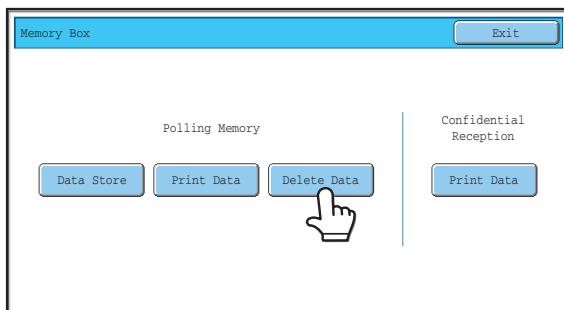 Memory Box
Exit
Polling Memory
Confidential
Reception
Data Store
Print Data
Delete Data
Print Data